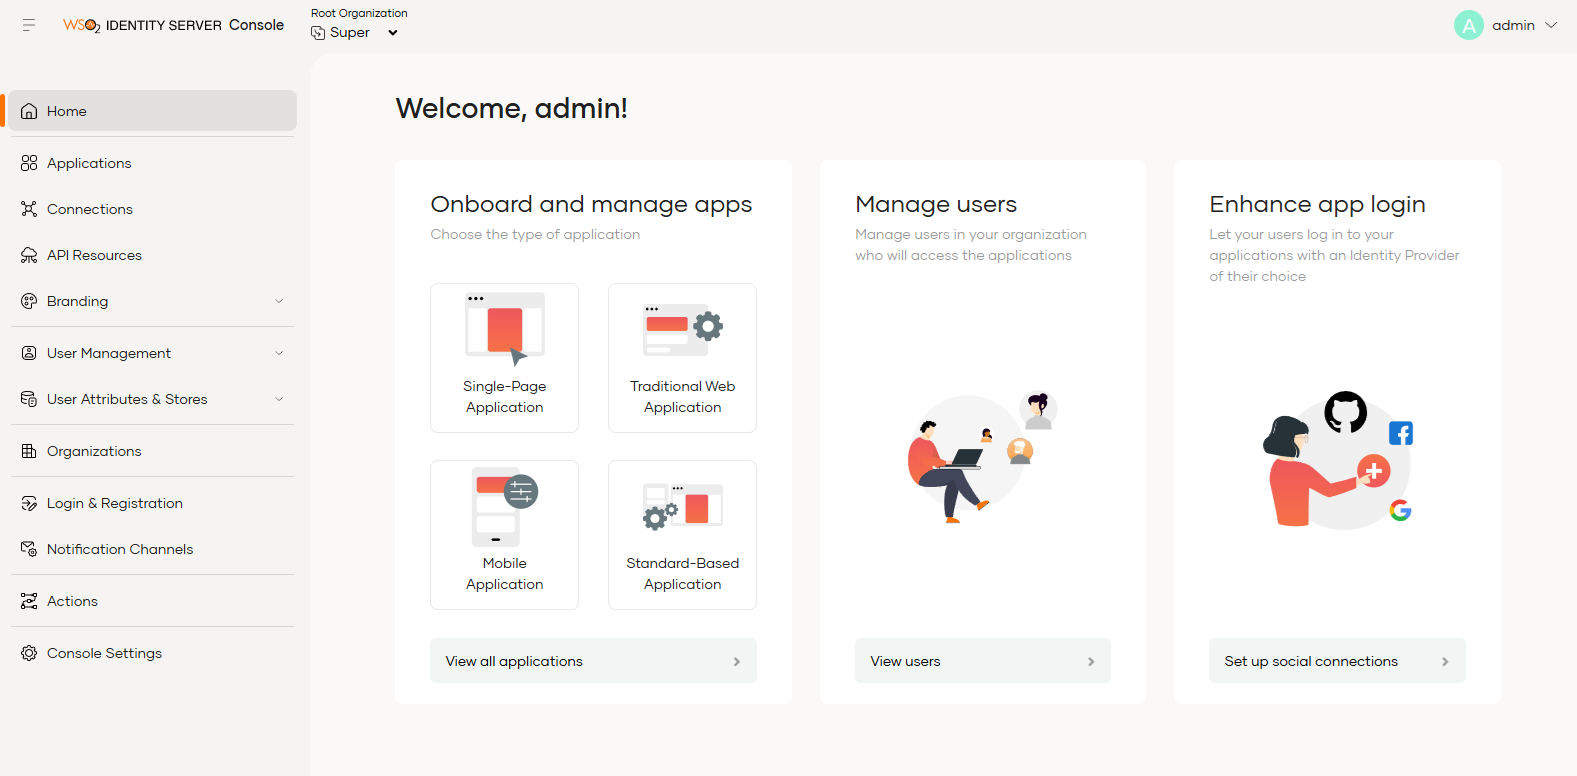 WSO2 IDENTITY SERVER Console
Root Organization
Super
A
admin
Home
Applications
Connections
API Resources
Branding
User Management
User Attributes & Stores
Organizations
Login & Registration
Notification Channels
Actions
Console Settings
Welcome, admin!
Onboard and manage apps
Choose the type of application
Single-Page
Application
Traditional Web
Application
Mobile
Application
Standard-Based
Application
View all applications
Manage users
Manage users in your organization
who will access the applications
View users
Enhance app login
Let your users log in to your
applications with an Identity Provider
of their choice
Set up social connections